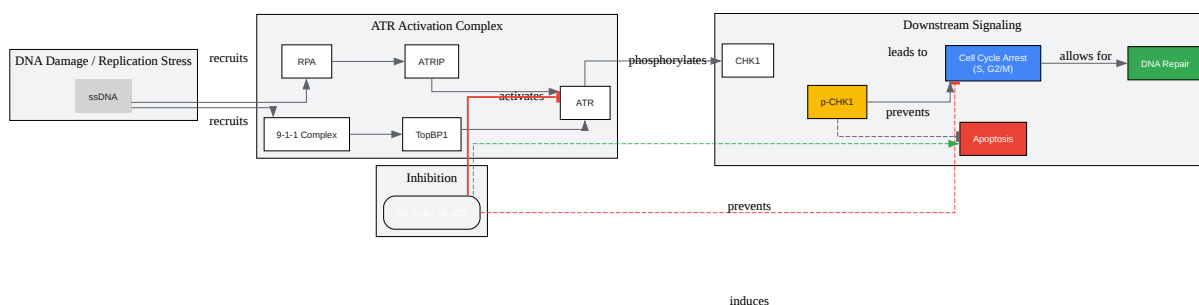 Downstream Signaling
ATR Activation Complex
DNA Damage / Replication Stress
recruits
RPA
ATRIP
phosphorylates
CHK1
leads to
Cell Cycle Arrest
(S, G2/M)
allows for
DNA Repair
ssDNA
activates
ATR
p-CHK1
prevents
recruits
9-1-1 Complex
TopBP1
Apoptosis
Inhibition
prevents
induces